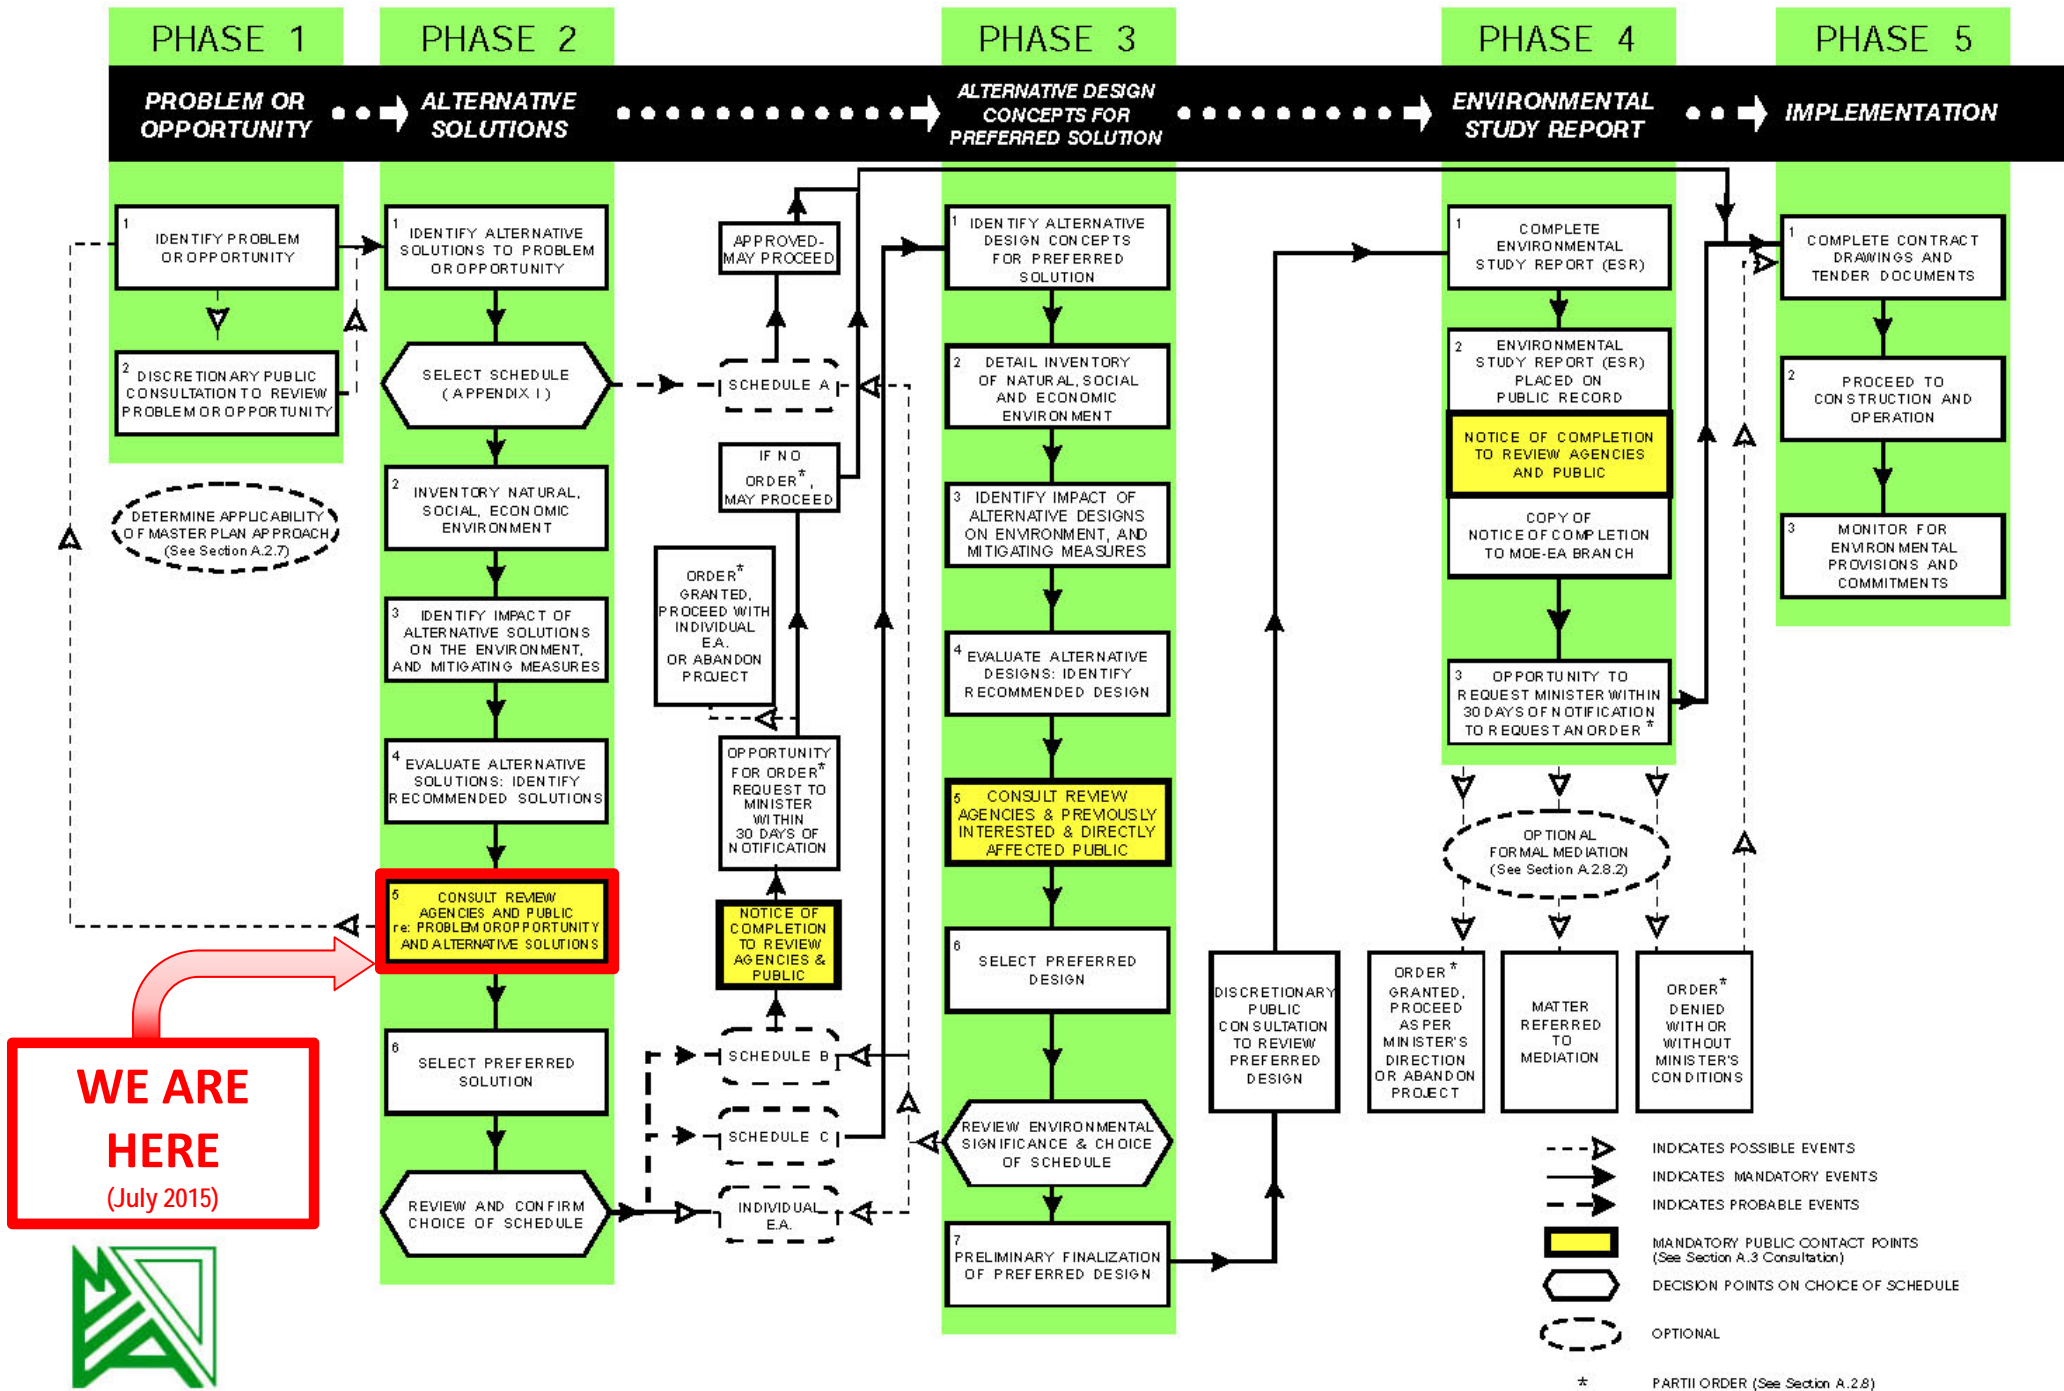 PHASE 1
PHASE 2
PHASE 3
PHASE 4
PHASE 5
PROBLEM OR
OPPORTUNITY
ALTERNATIVE
SOLUTIONS
ALTERNATIVE DESIGN
CONCEPTS FOR
PREFERRED SOLUTION
ENVIRONMENTAL
STUDY REPORT
IMPLEMENTATION
1
IDENTIFY PROBLEM
OR OPPORTUNITY
2
DISCRETIONARY PUBLIC
CONSULTATION TO REVIEW
PROBLEM OR OPPORTUNITY
DETERMINE APPLICABILITY
OF MASTER PLAN APPROACH
(See Section A.2.7)
1
IDENTIFY ALTERNATIVE
SOLUTIONS TO PROBLEM
OR OPPORTUNITY
SELECT SCHEDULE
(APPENDIX I)
2
INVENTORY NATURAL,
SOCIAL, ECONOMIC
ENVIRONMENT
3
IDENTIFY IMPACT OF
ALTERNATIVE SOLUTIONS
ON THE ENVIRONMENT,
AND MITIGATING MEASURES
4
EVALUATE ALTERNATIVE
SOLUTIONS: IDENTIFY
RECOMMENDED SOLUTIONS
5
CONSULT REVIEW
AGENCIES AND PUBLIC
re: PROBLEM OR OPPORTUNITY
AND ALTERNATIVE SOLUTIONS
6
SELECT PREFERRED
SOLUTION
REVIEW AND CONFIRM
CHOICE OF SCHEDULE
WE ARE
HERE
(July 2015)
APPROVED-
MAY PROCEED
SCHEDULE A
IF NO
ORDER*,
MAY PROCEED
ORDER*
GRANTED,
PROCEED WITH
INDIVIDUAL
E.A.
OR ABANDON
PROJECT
OPPORTUNITY
FOR ORDER*
REQUEST TO
MINISTER
WITHIN
30 DAYS OF
NOTIFICATION
NOTICE OF
COMPLETION
TO REVIEW
AGENCIES &
PUBLIC
SCHEDULE B
SCHEDULE C
INDIVIDUAL
E.A.
1
IDENTIFY ALTERNATIVE
DESIGN CONCEPTS
FOR PREFERRED
SOLUTION
2
DETAIL INVENTORY
OF NATURAL, SOCIAL
AND ECONOMIC
ENVIRONMENT
3
IDENTIFY IMPACT OF
ALTERNATIVE DESIGNS
ON ENVIRONMENT, AND
MITIGATING MEASURES
4
EVALUATE ALTERNATIVE
DESIGNS: IDENTIFY
RECOMMENDED DESIGN
5
CONSULT REVIEW
AGENCIES & PREVIOUSLY
INTERESTED & DIRECTLY
AFFECTED PUBLIC
6
SELECT PREFERRED
DESIGN
REVIEW ENVIRONMENTAL
SIGNIFICANCE & CHOICE
OF SCHEDULE
7
PRELIMINARY FINALIZATION
OF PREFERRED DESIGN
DISCRETIONARY
PUBLIC
CONSULTATION
TO REVIEW
PREFERRED
DESIGN
1
COMPLETE
ENVIRONMENTAL
STUDY REPORT (ESR)
2
ENVIRONMENTAL
STUDY REPORT (ESR)
PLACED ON
PUBLIC RECORD
NOTICE OF COMPLETION
TO REVIEW AGENCIES
AND PUBLIC
COPY OF
NOTICE OF COMPLETION
TO MOE-EA BRANCH
3
OPPORTUNITY TO
REQUEST MINISTER WITHIN
30 DAYS OF NOTIFICATION
TO REQUEST AN ORDER*
OPTIONAL
FORMAL MEDIATION
(See Section A.2.8.2)
ORDER*
GRANTED,
PROCEED
AS PER
MINISTER'S
DIRECTION
OR ABANDON
PROJECT
MATTER
REFERRED
TO
MEDIATION
ORDER*
DENIED
WITH OR
WITHOUT
MINISTER'S
CONDITIONS
1
COMPLETE CONTRACT
DRAWINGS AND
TENDER DOCUMENTS
2
PROCEED TO
CONSTRUCTION AND
OPERATION
3
MONITOR FOR
ENVIRONMENTAL
PROVISIONS AND
COMMITMENTS
INDICATES POSSIBLE EVENTS
INDICATES MANDATORY EVENTS
INDICATES PROBABLE EVENTS
MANDATORY PUBLIC CONTACT POINTS
(See Section A.3 Consultation)
DECISION POINTS ON CHOICE OF SCHEDULE
OPTIONAL
* PART II ORDER (See Section A.2.8)
MEA